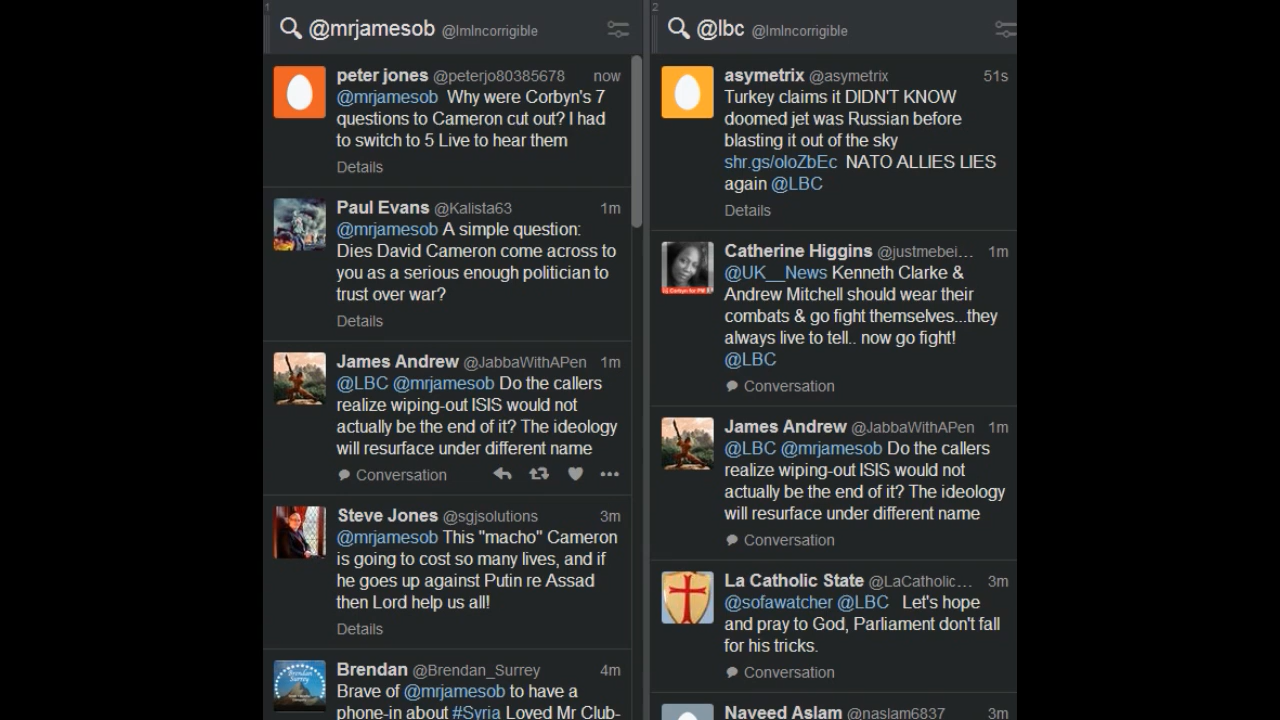 1
@mrjamesob @ImIncorrigible
peter jones @peterjo80385678 now
@mrjamesob Why were Corbyn's 7
questions to Cameron cut out? I had
to switch to 5 Live to hear them
Details
Paul Evans @Kalista63 1m
@mrjamesob A simple question:
Dies David Cameron come across to
you as a serious enough politician to
trust over war?
Details
James Andrew @JabbaWithAPen 1m
@LBC @mrjamesob Do the callers
realize wiping-out ISIS would not
actually be the end of it? The ideology
will resurface under different name
Conversation
Steve Jones @sgjsolutions 3m
@mrjamesob This "macho" Cameron
is going to cost so many lives, and if
he goes up against Putin re Assad
then Lord help us all!
Details
Brendan @Brendan_Surrey 4m
Brave of @mrjamesob to have a
phone-in about #Syria Loved Mr Club-
2
@lbc @ImIncorrigible
asymetrix @asymetrix 51s
Turkey claims it DIDN'T KNOW
doomed jet was Russian before
blasting it out of the sky
shr.gs/oloZbEc NATO ALLIES LIES
again @LBC
Details
Catherine Higgins @justmebei... 1m
@UK__News Kenneth Clarke &
Andrew Mitchell should wear their
combats & go fight themselves...they
always live to tell.. now go fight!
@LBC
Conversation
James Andrew @JabbaWithAPen 1m
@LBC @mrjamesob Do the callers
realize wiping-out ISIS would not
actually be the end of it? The ideology
will resurface under different name
Conversation
La Catholic State @LaCatholic... 3m
@sofawatcher @LBC Let's hope
and pray to God, Parliament don't fall
for his tricks.
Conversation
Naveed Aslam @naslam6837 3m